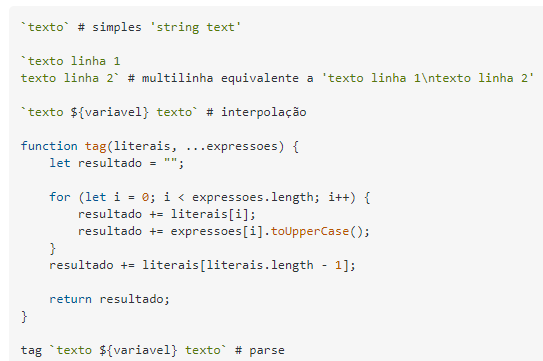 `texto` # simples 'string text'
`texto linha 1
texto linha 2` # multilinha equivalente a 'texto linha 1\ntexto linha 2'
`texto ${variavel} texto` # interpolação
function tag(literais, ...expressoes) {
    let resultado = "";
    for (let i = 0; i < expressoes.length; i++) {
        resultado += literais[i];
        resultado += expressoes[i].toUpperCase();
    }
    resultado += literais[literais.length - 1];
    return resultado;
}
tag `texto ${variavel} texto` # parse